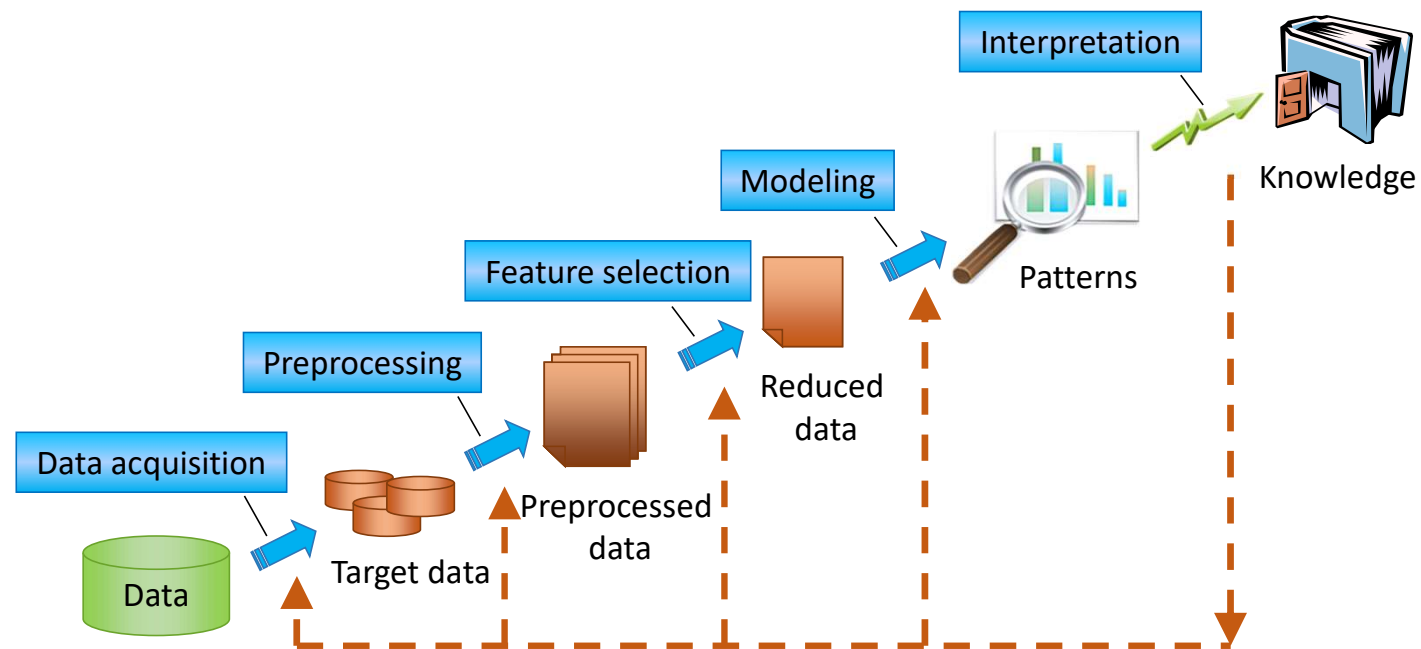 Interpretation
Knowledge
Modeling
Patterns
Feature selection
Reduced
data
Preprocessing
Preprocessed
data
Data acquisition
Target data
Data